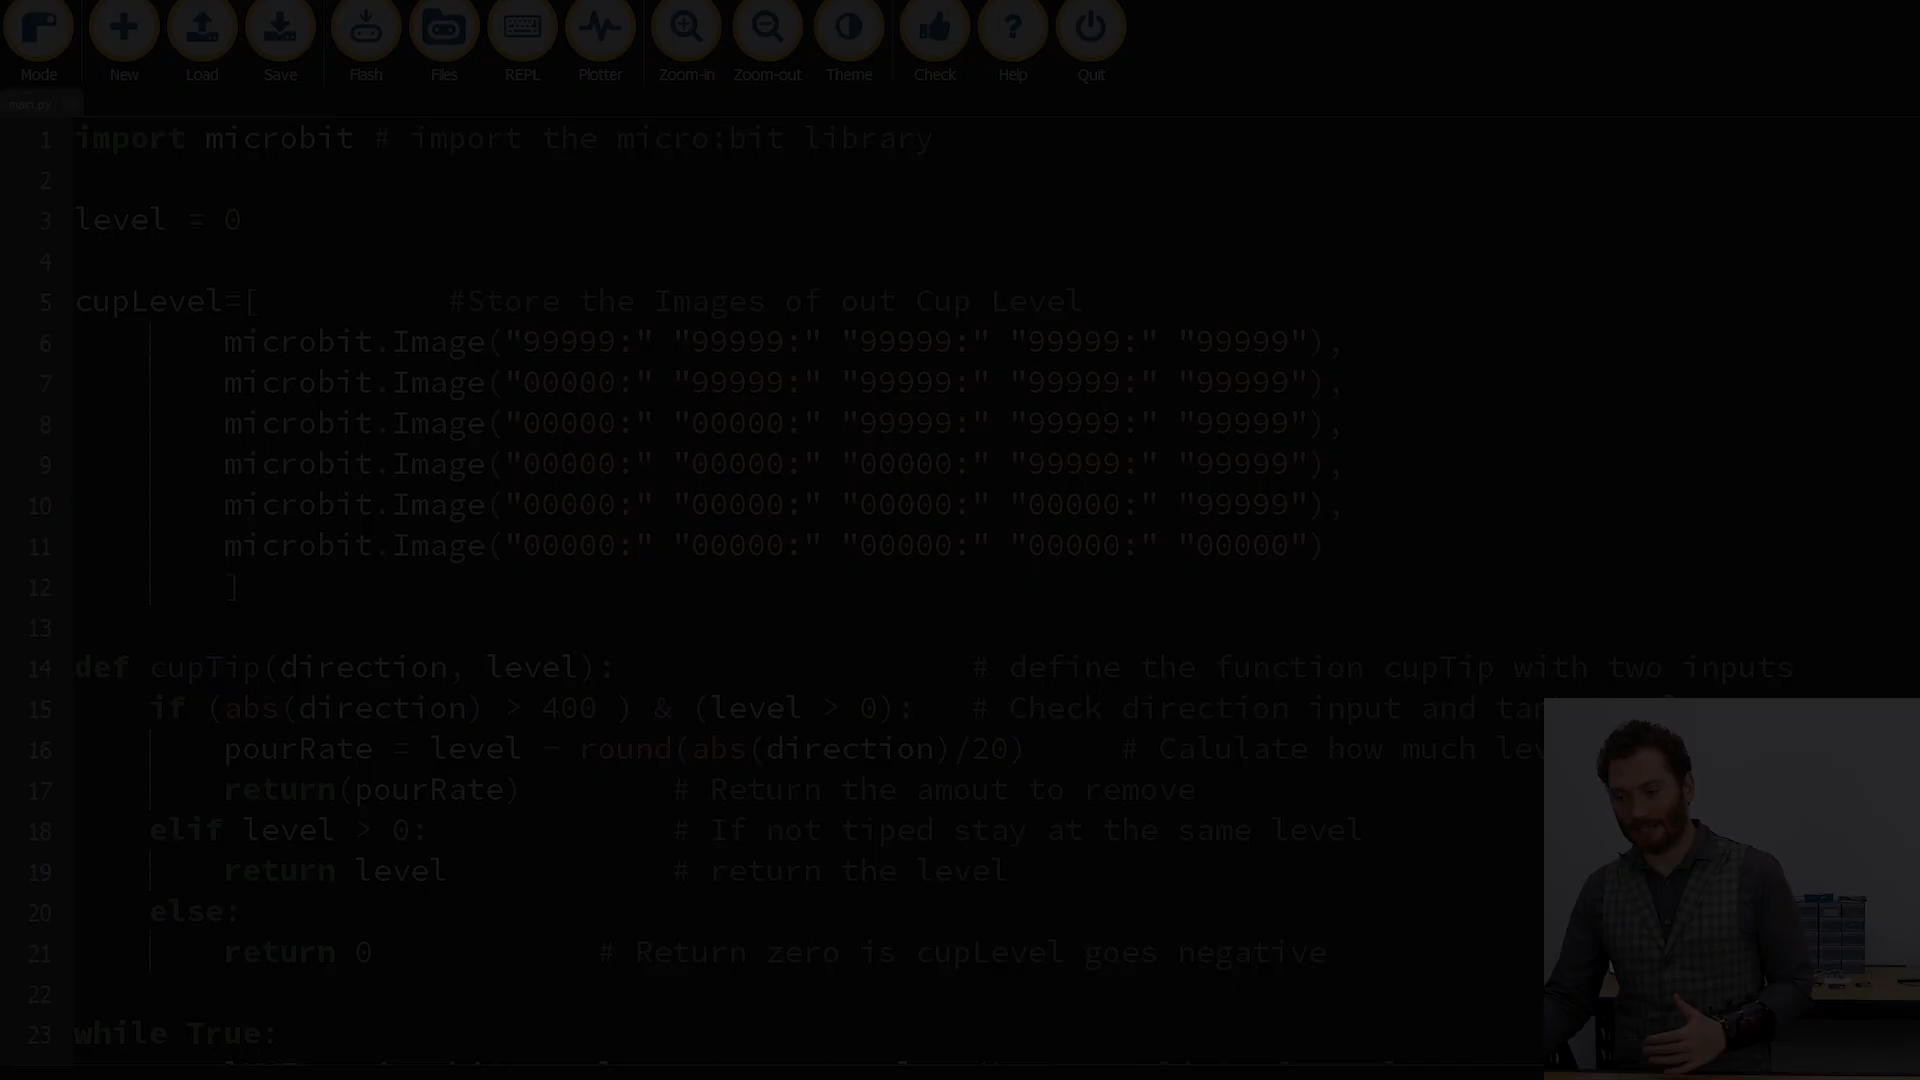 Mode New Load Save Flash Files REPL Plotter Zoom-in Zoom-out Theme Check Help Quit
main.py
1 import microbit # import the micro:bit library
2
3 level = 0
4
5 cupLevel=[ #Store the Images of out Cup Level
6 microbit.Image("99999:" "99999:" "99999:" "99999:" "99999"),
7 microbit.Image("00000:" "99999:" "99999:" "99999:" "99999"),
8 microbit.Image("00000:" "00000:" "99999:" "99999:" "99999"),
9 microbit.Image("00000:" "00000:" "00000:" "99999:" "99999"),
10 microbit.Image("00000:" "00000:" "00000:" "00000:" "99999"),
11 microbit.Image("00000:" "00000:" "00000:" "00000:" "00000")
12 ]
13
14 def cupTip(direction, level): # define the function cupTip with two inputs
15 if (abs(direction) > 400 ) & (level > 0): # Check direction input and
16 pourRate = level - round(abs(direction)/20) # Calulate how much
17 return(pourRate) # Return the amout to remove
18 elif level > 0: # If not tiped stay at the same level
19 return level # return the level
20 else:
21 return 0 # Return zero is cupLevel goes negative
22
23 while True: